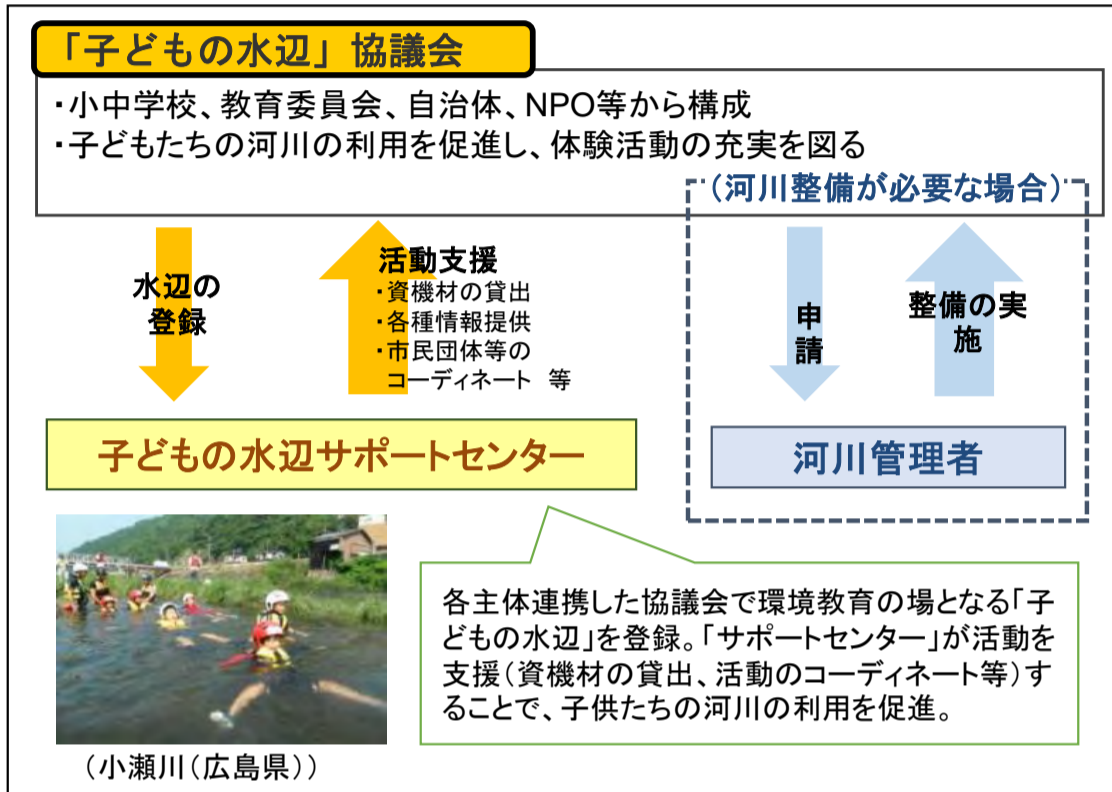 「子どもの水辺」協議会
・小中学校、教育委員会、自治体、NPO等から構成
・子どもたちの河川の利用を促進し、体験活動の充実を図る
（河川整備が必要な場合）
水辺の
登録
活動支援
・資機材の貸出
・各種情報提供
・市民団体等の
コーディネート 等
申
請
整備の実
施
子どもの水辺サポートセンター
河川管理者
各主体連携した協議会で環境教育の場となる「子
どもの水辺」を登録。「サポートセンター」が活動を
支援（資機材の貸出、活動のコーディネート等）す
ることで、子供たちの河川の利用を促進。
（小瀬川（広島県））